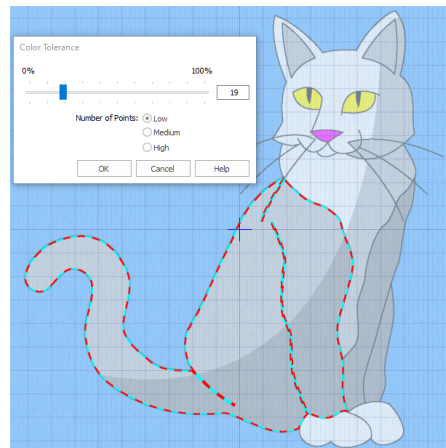 Color Tolerance
0% 100%
19
Number of Points: Low
Medium
High
OK Cancel Help